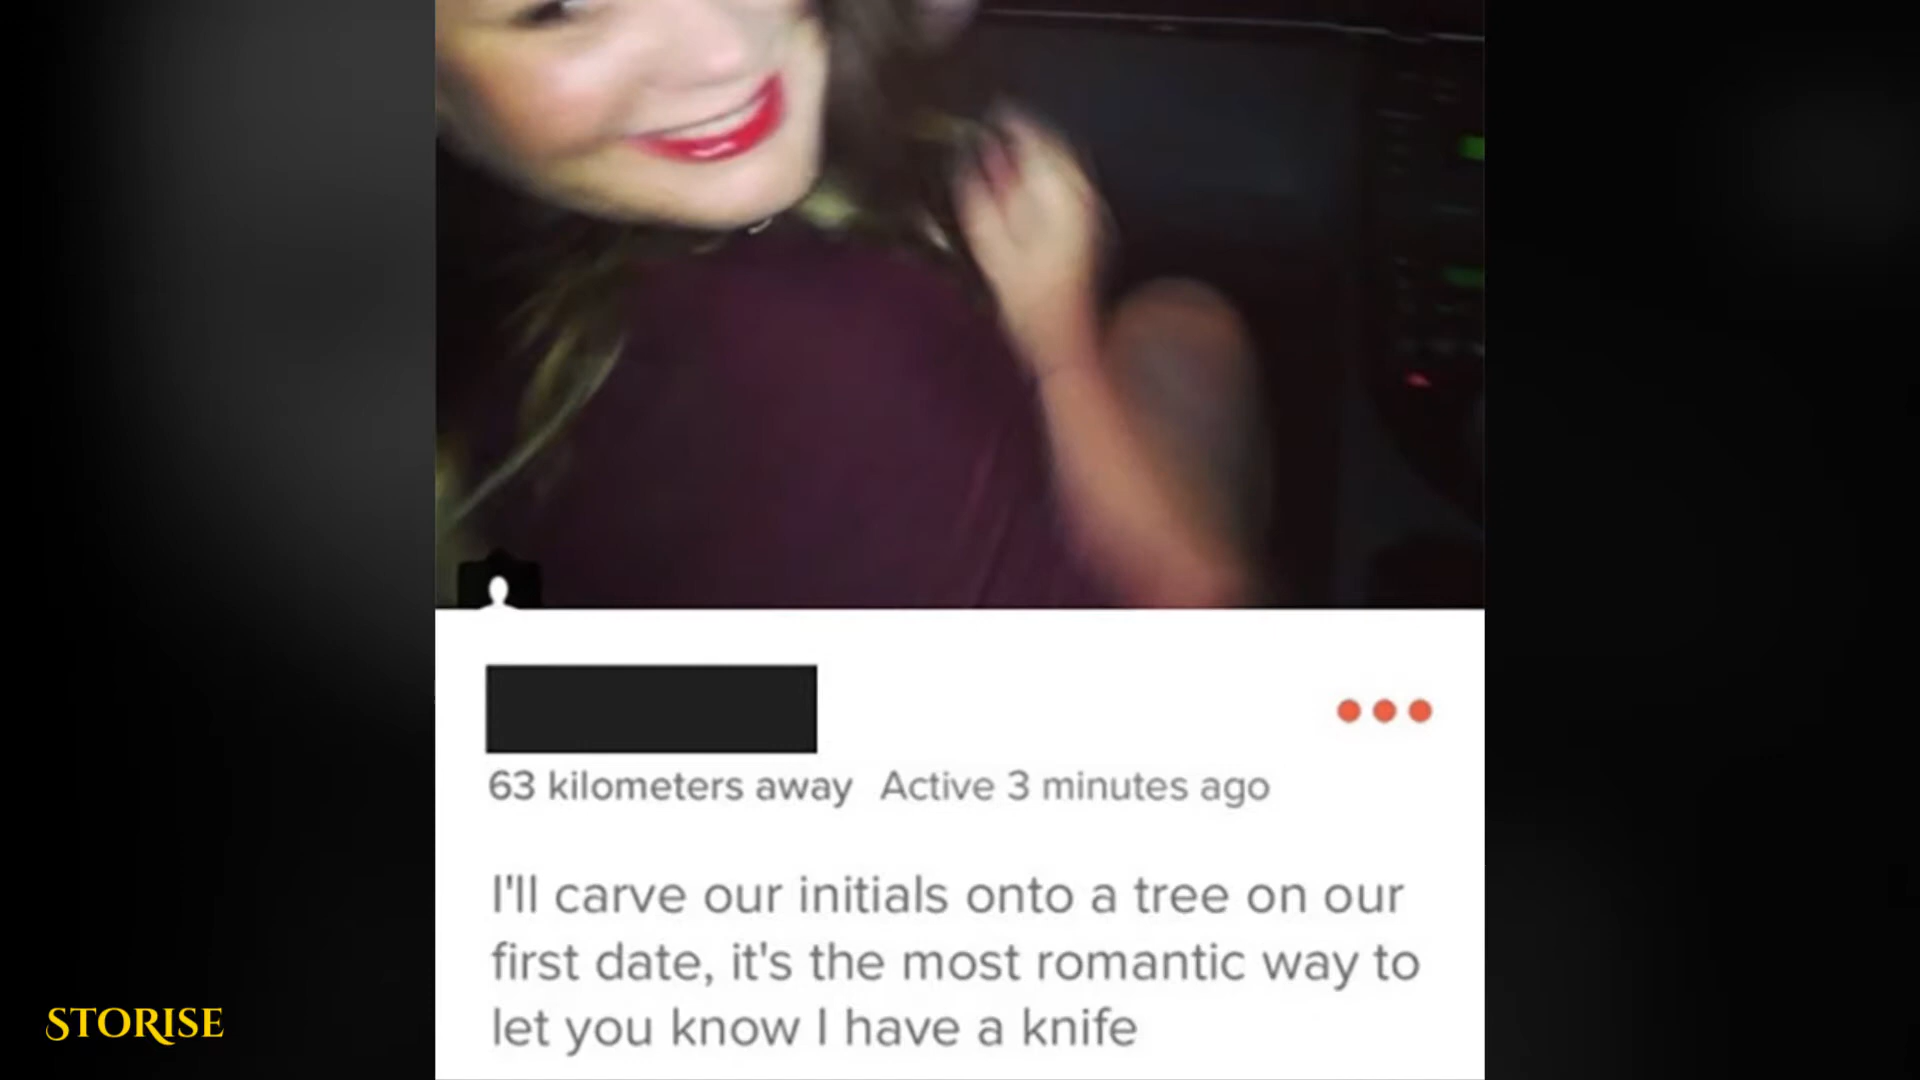 63 kilometers away Active 3 minutes ago
I'll carve our initials onto a tree on our
first date, it's the most romantic way to
let you know I have a knife
STORISE